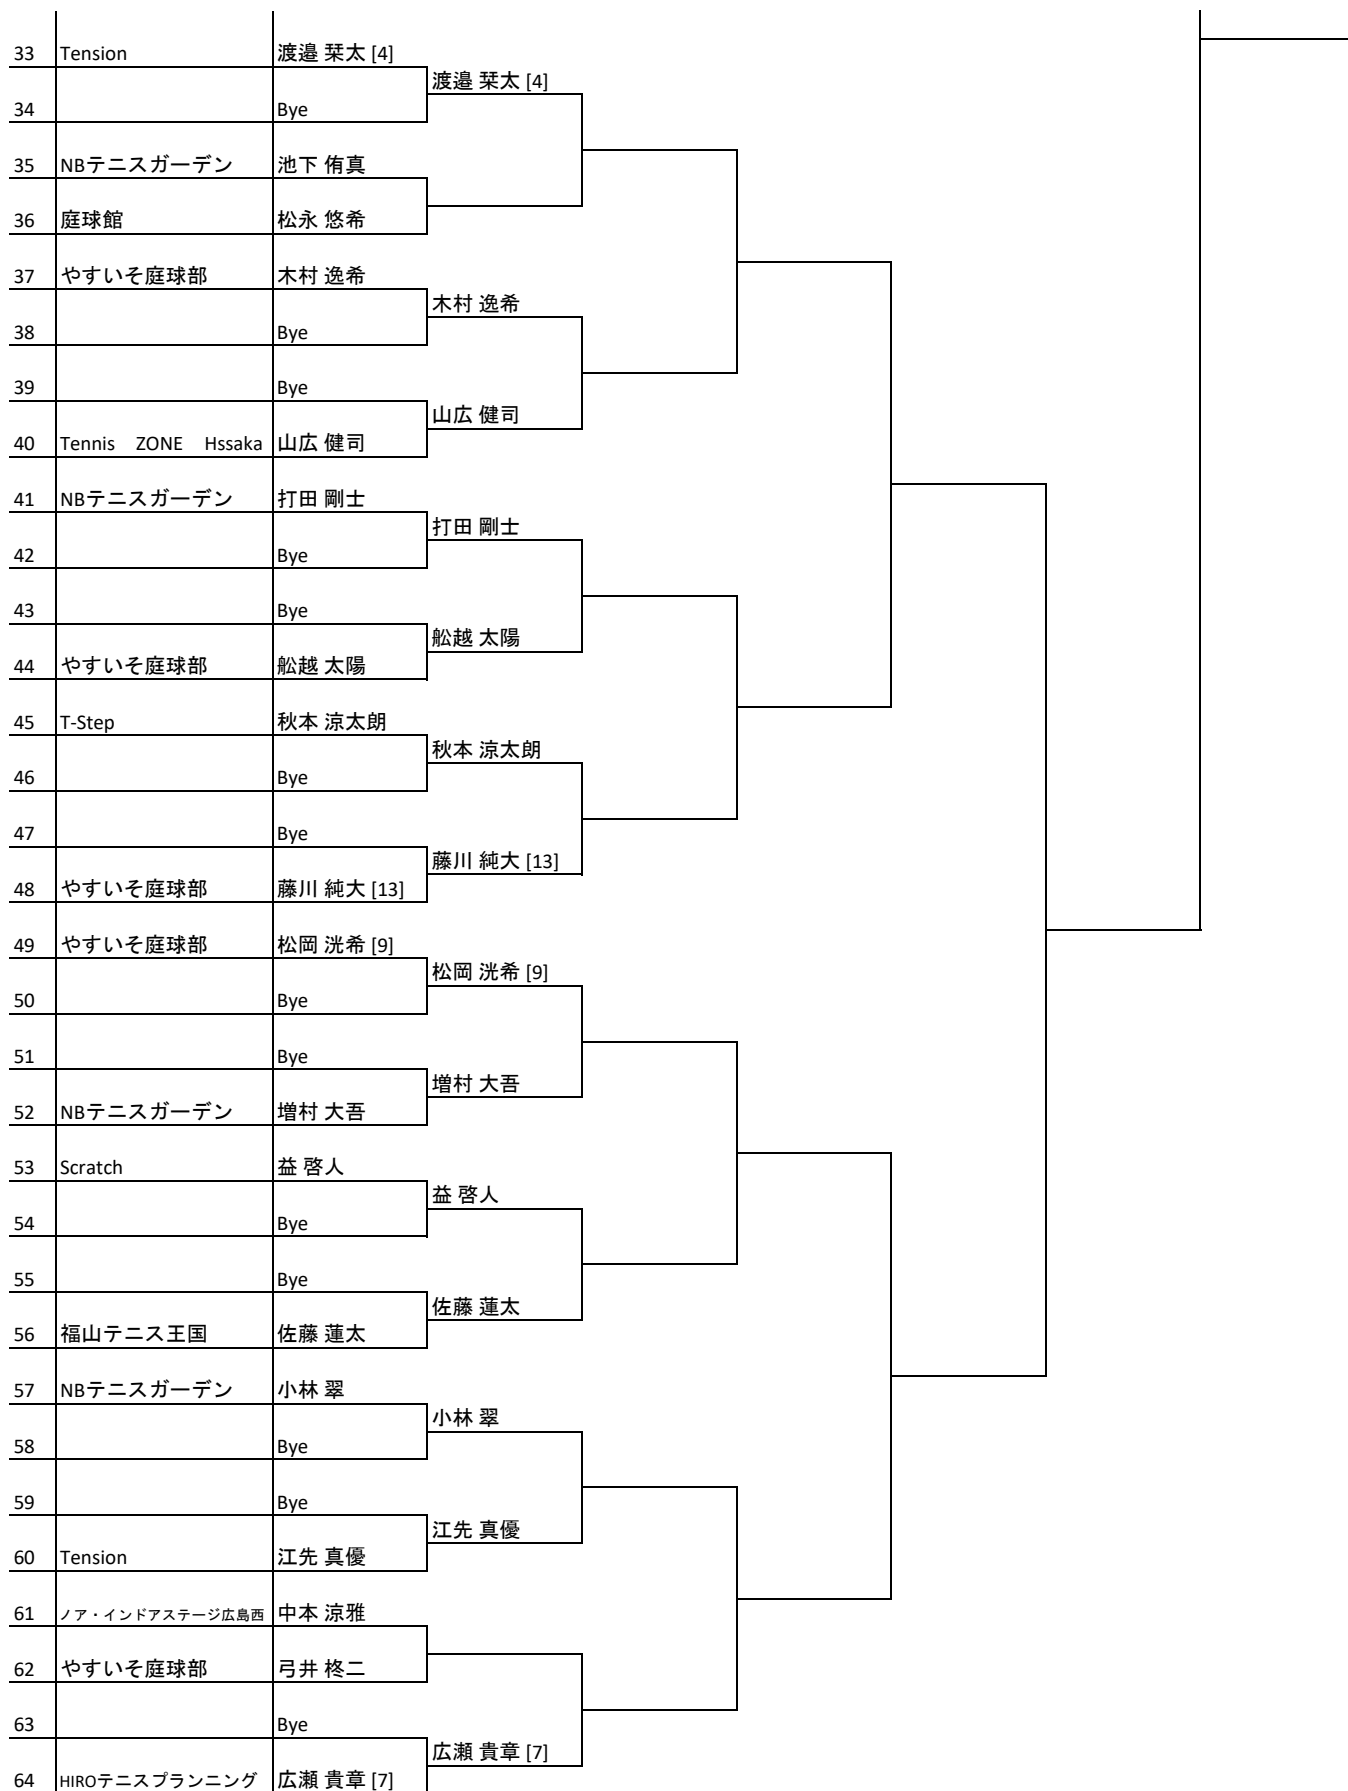 33 Tension 渡邉 栞太 [4]
渡邉 栞太 [4]
34 Bye
35 NBテニスガーデン 池下 侑真
36 庭球館 松永 悠希
37 やすいそ庭球部 木村 逸希
木村 逸希
38 Bye
39 Bye
山広 健司
40 Tennis ZONE Hssaka 山広 健司
41 NBテニスガーデン 打田 剛士
打田 剛士
42 Bye
43 Bye
舩越 太陽
44 やすいそ庭球部 舩越 太陽
45 T-Step 秋本 涼太朗
秋本 涼太朗
46 Bye
47 Bye
藤川 純大 [13]
48 やすいそ庭球部 藤川 純大 [13]
49 やすいそ庭球部 松岡 洸希 [9]
松岡 洸希 [9]
50 Bye
51 Bye
増村 大吾
52 NBテニスガーデン 増村 大吾
53 Scratch 益 啓人
益 啓人
54 Bye
55 Bye
佐藤 蓮太
56 福山テニス王国 佐藤 蓮太
57 NBテニスガーデン 小林 翠
小林 翠
58 Bye
59 Bye
江先 真優
60 Tension 江先 真優
61 ノア・インドアステージ広島西 中本 涼雅
62 やすいそ庭球部 弓井 柊二
63 Bye
広瀬 貴章 [7]
64 HIROテニスプランニング 広瀬 貴章 [7]